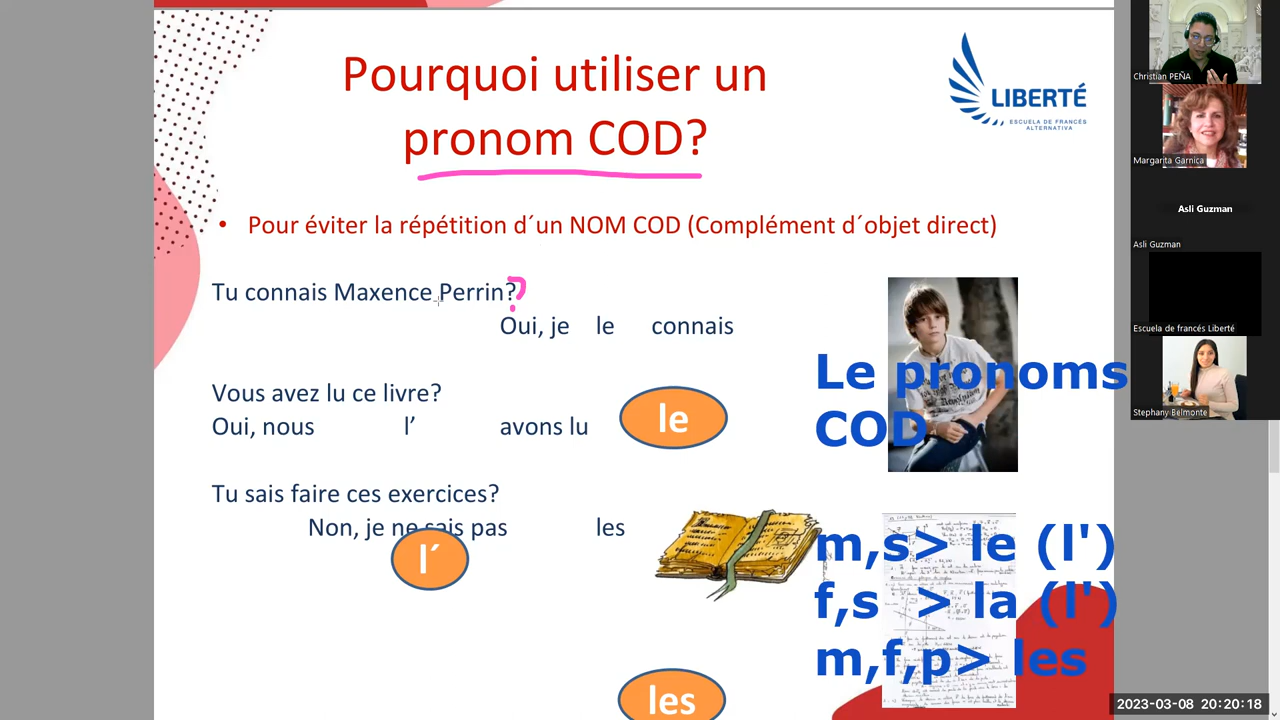 Pourquoi utiliser un
pronom COD?
LIBERTÉ
ESCUELA DE FRANCÉS
ALTERNATIVA
• Pour éviter la répétition d´un NOM COD (Complément d´objet direct)
Tu connais Maxence Perrin?
?
Oui, je le connais
Vous avez lu ce livre?
Oui, nous l’ avons lu
le
Tu sais faire ces exercices?
Non, je ne sais pas les
l´
les
Le pronoms
COD
m,s> le (l')
f,s > la (l')
m,f,p> les
Christian PEÑA
Margarita Garnica
Asli Guzman
Asli Guzman
Escuela de francés Liberté
Stephany Belmonte
2023-03-08 20:20:18